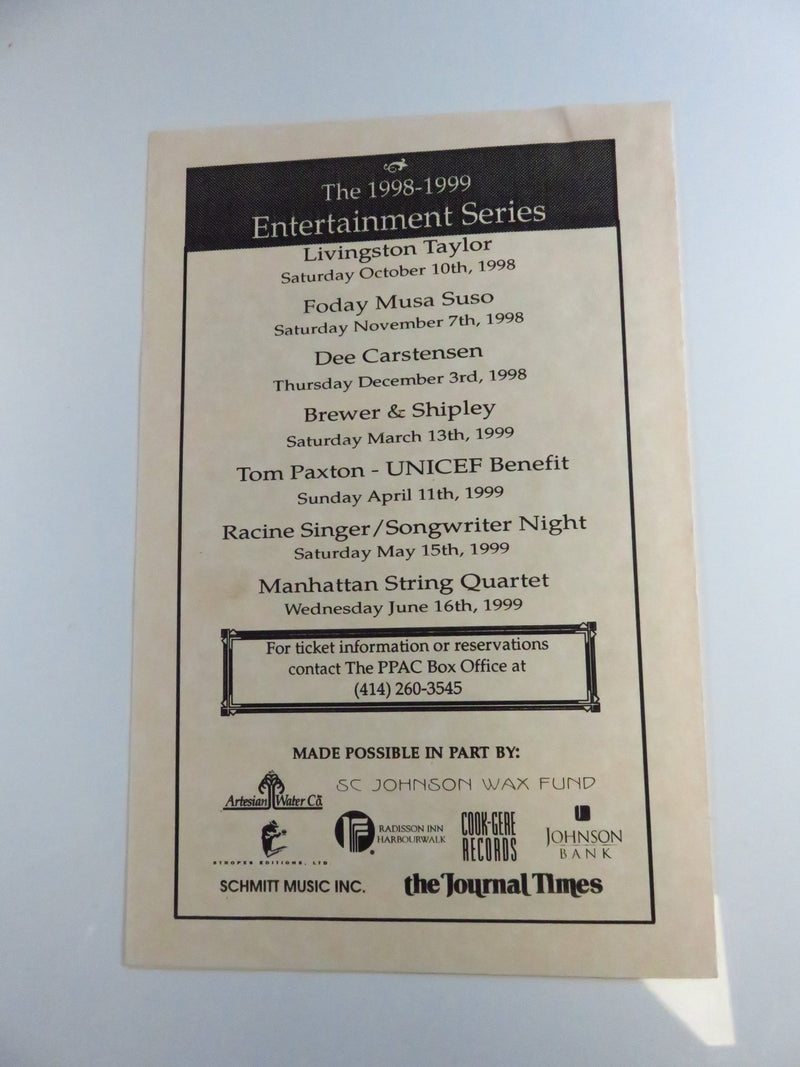 The 1998-1999
Entertainment Series
Livingston Taylor
Saturday October 10th, 1998
Foday Musa Suso
Saturday November 7th, 1998
Dee Carstensen
Thursday December 3rd, 1998
Brewer & Shipley
Saturday March 13th, 1999
Tom Paxton - UNICEF Benefit
Sunday April 11th, 1999
Racine Singer/Songwriter Night
Saturday May 15th, 1999
Manhattan String Quartet
Wednesday June 16th, 1999
For ticket information or reservations
contact The PPAC Box Office at
(414) 260-3545
MADE POSSIBLE IN PART BY:
Artesian Water Co.
SC JOHNSON WAX FUND
EDITIONS, LTD.
RADISSON INN
HARBOURWALK
COOK-GERE
RECORDS
JOHNSON
BANK
SCHMITT MUSIC INC.
the Journal Times